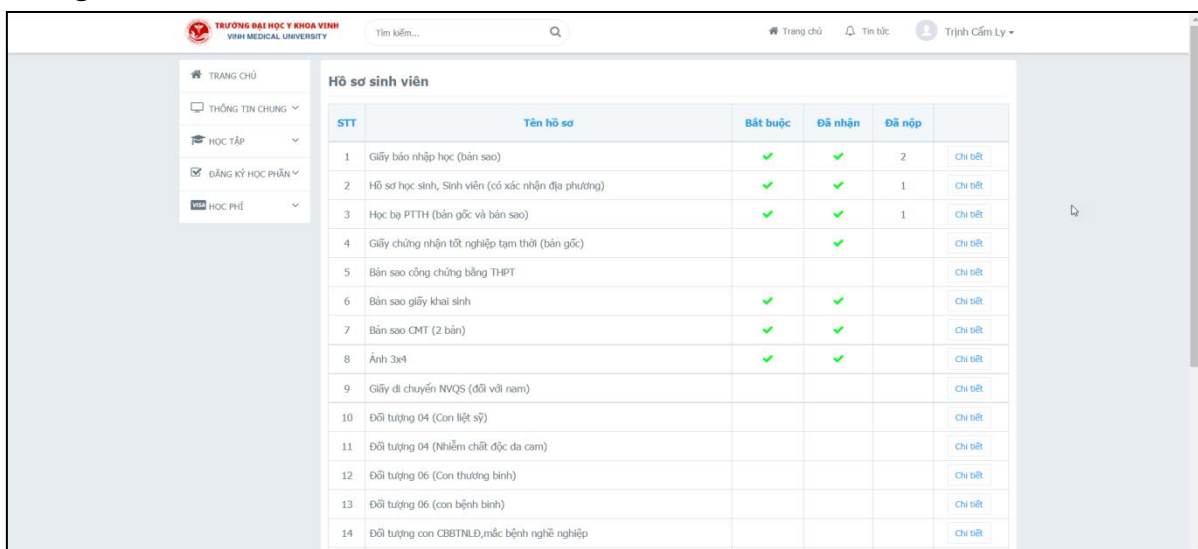 TRƯỜNG ĐẠI HỌC Y KHOA VINH
VINH MEDICAL UNIVERSITY
Tìm kiếm...
Trang chủ
Tin tức
Trịnh Cẩm Ly
TRANG CHỦ
THÔNG TIN CHUNG
HỌC TẬP
ĐĂNG KÝ HỌC PHẦN
VISA HỌC PHÍ
Hồ sơ sinh viên
STT Tên hồ sơ Bắt buộc Đã nhận Đã nộp
1 Giấy báo nhập học (bản sao) 2 Chi tiết
2 Hồ sơ học sinh, Sinh viên (có xác nhận địa phương) 1 Chi tiết
3 Học bạ PTTH (bản gốc và bản sao) 1 Chi tiết
4 Giấy chứng nhận tốt nghiệp tạm thời (bản gốc) Chi tiết
5 Bản sao công chứng bằng THPT Chi tiết
6 Bản sao giấy khai sinh Chi tiết
7 Bản sao CMT (2 bản) Chi tiết
8 Ảnh 3x4 Chi tiết
9 Giấy di chuyển NVQS (đối với nam) Chi tiết
10 Đối tượng 04 (Con liệt sỹ) Chi tiết
11 Đối tượng 04 (Nhiễm chất độc da cam) Chi tiết
12 Đối tượng 06 (Con thương binh) Chi tiết
13 Đối tượng 06 (con bệnh binh) Chi tiết
14 Đối tượng con CBBTNLĐ,mắc bệnh nghề nghiệp Chi tiết